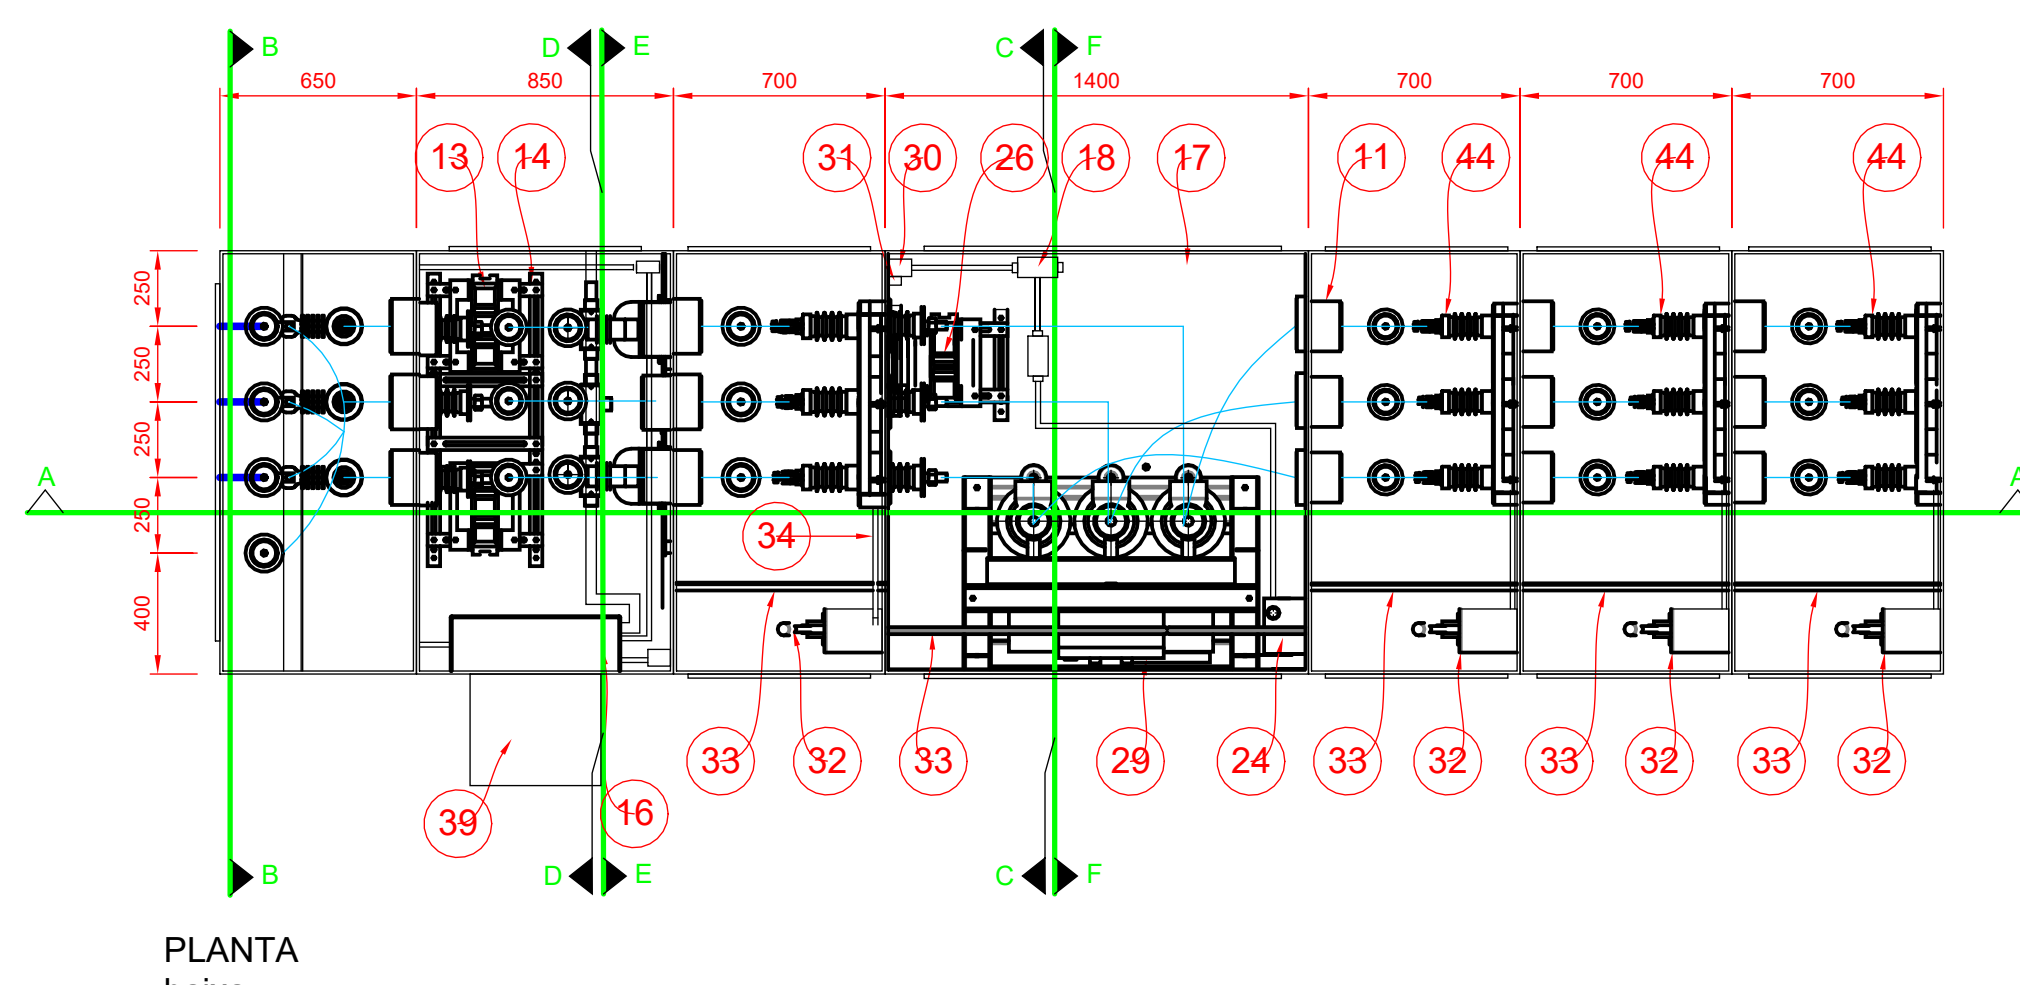 B D E C F
650 850 700 1400 700 700 700
13 14 31 30 26 18 17 11 44 44 44
250
250
250
250
400
A A
34
33 32 33 29 24 33 32 33 32 33 32
39 16
B D E C F
PLANTA